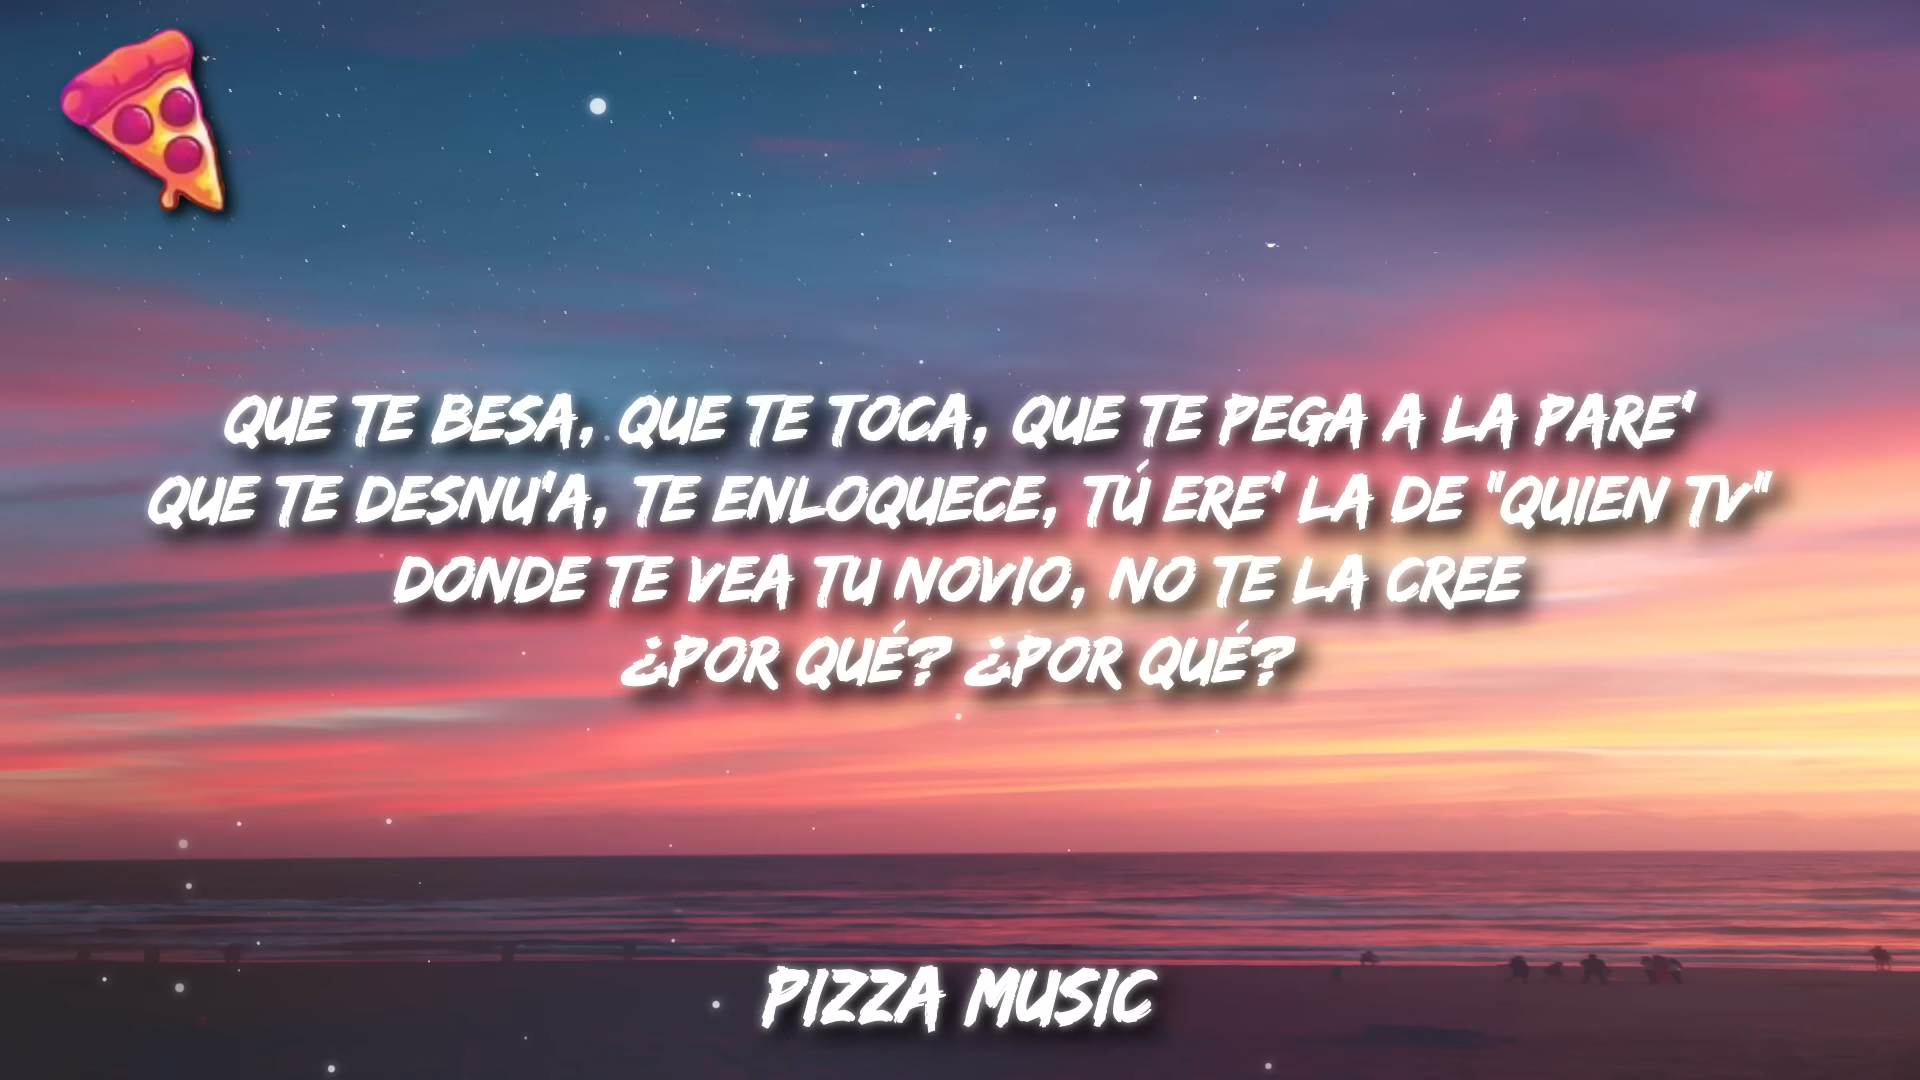 QUE TE BESA, QUE TE TOCA, QUE TE PEGA A LA PARE'
QUE TE DESNU'A, TE ENLOQUECE, TÚ ERE' LA DE "QUIEN TV"
DONDE TE VEA TU NOVIO, NO TE LA CREE
¿POR QUÉ? ¿POR QUÉ?
PIZZA MUSIC